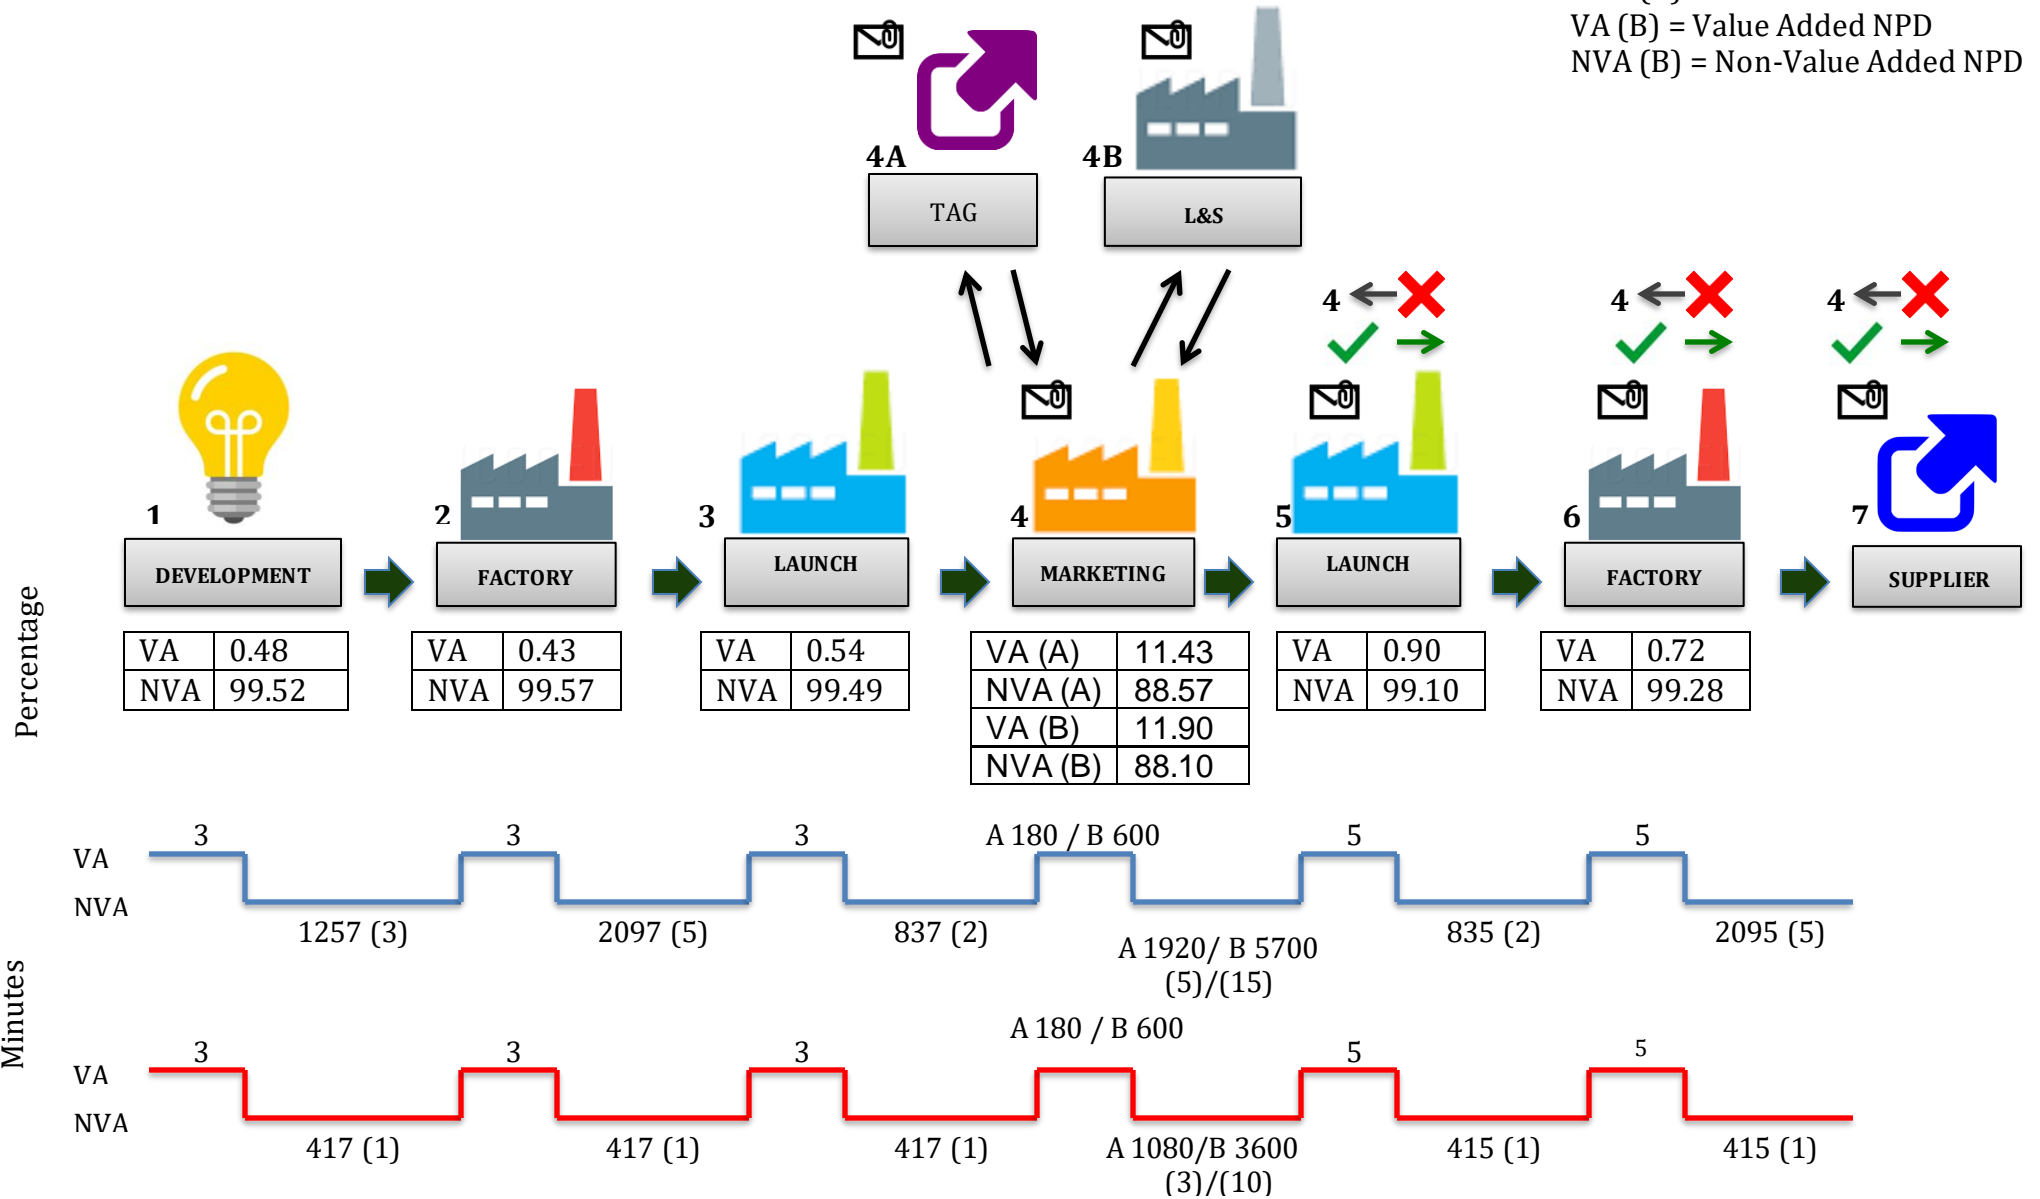 VA (B) = Value Added NPD
NVA (B) = Non-Value Added NPD
4A
4B
TAG
L&S
4
4
4
1
2
3
4
5
6
7
DEVELOPMENT
FACTORY
LAUNCH
MARKETING
LAUNCH
FACTORY
SUPPLIER
Percentage
VA 0.48
NVA 99.52
VA 0.43
NVA 99.57
VA 0.54
NVA 99.49
VA (A) 11.43
NVA (A) 88.57
VA (B) 11.90
NVA (B) 88.10
VA 0.90
NVA 99.10
VA 0.72
NVA 99.28
Minutes
3 3 3 A 180 / B 600 5 5
VA
NVA
1257 (3) 2097 (5) 837 (2) A 1920/ B 5700 835 (2) 2095 (5)
(5)/(15)
A 180 / B 600
3 3 3 5 5
VA
NVA
417 (1) 417 (1) 417 (1) A 1080/B 3600 415 (1) 415 (1)
(3)/(10)